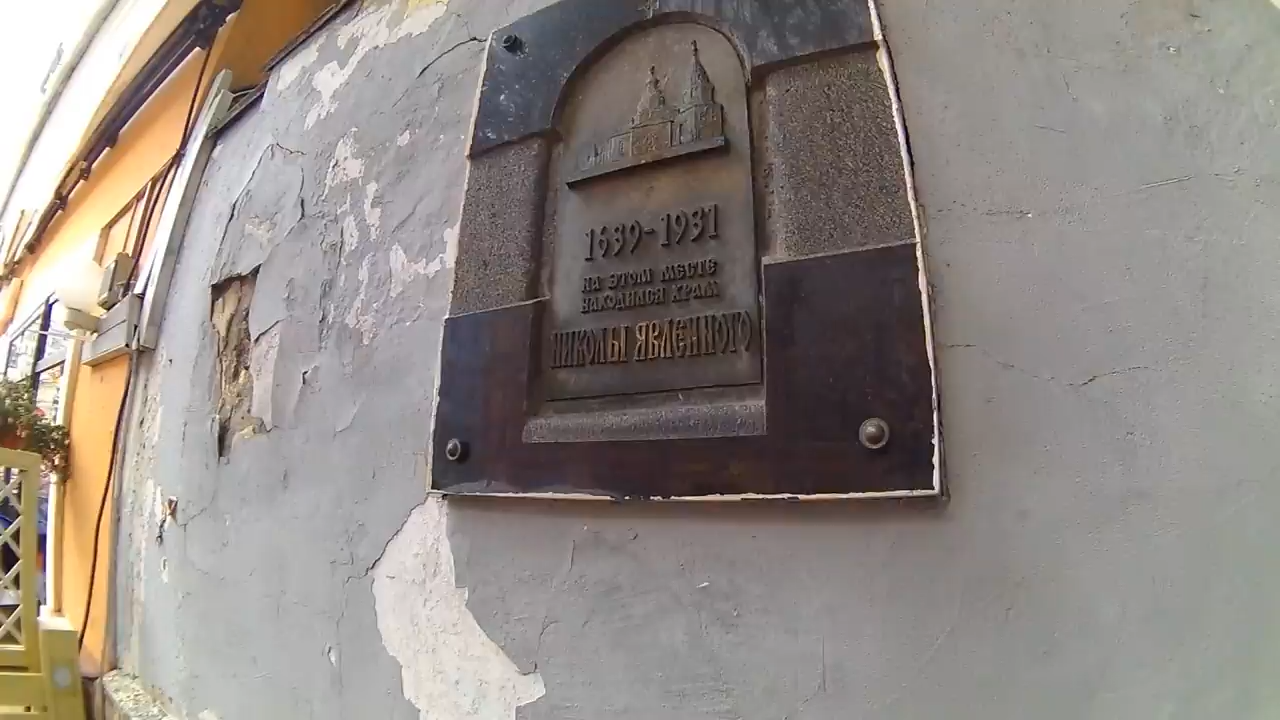 1639-1931
НА ЭТОМ МЕСТЕ
НАХОДИЛСЯ ХРАМ
НИКОЛЫ ЯВЛЕННОГО